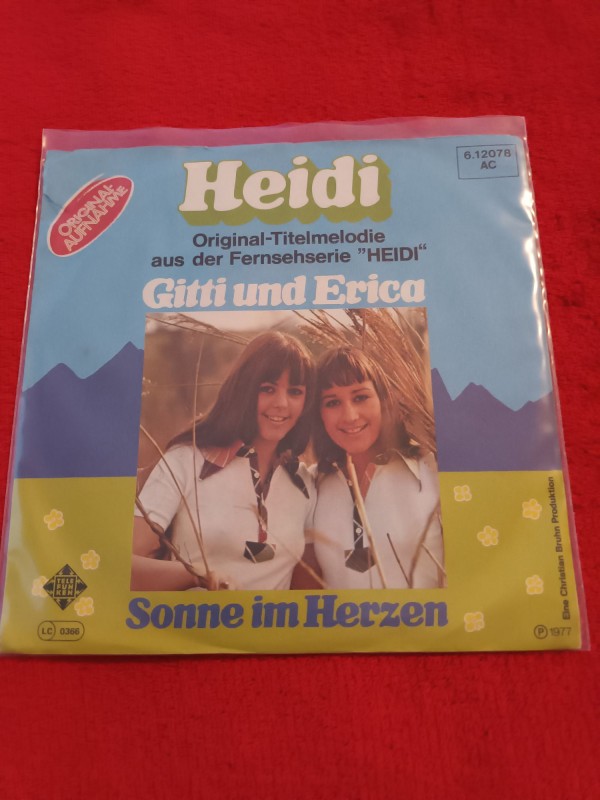 Heidi
6.12078
AC
ORIGINAL-
AUFNAHME
Original-Titelmelodie
aus der Fernsehserie "HEIDI"
Gitti und Erica
Sonne im Herzen
TELE
FUN
KEN
LC 0366
Eine Christian Bruhn Produktion
Ⓟ 1977